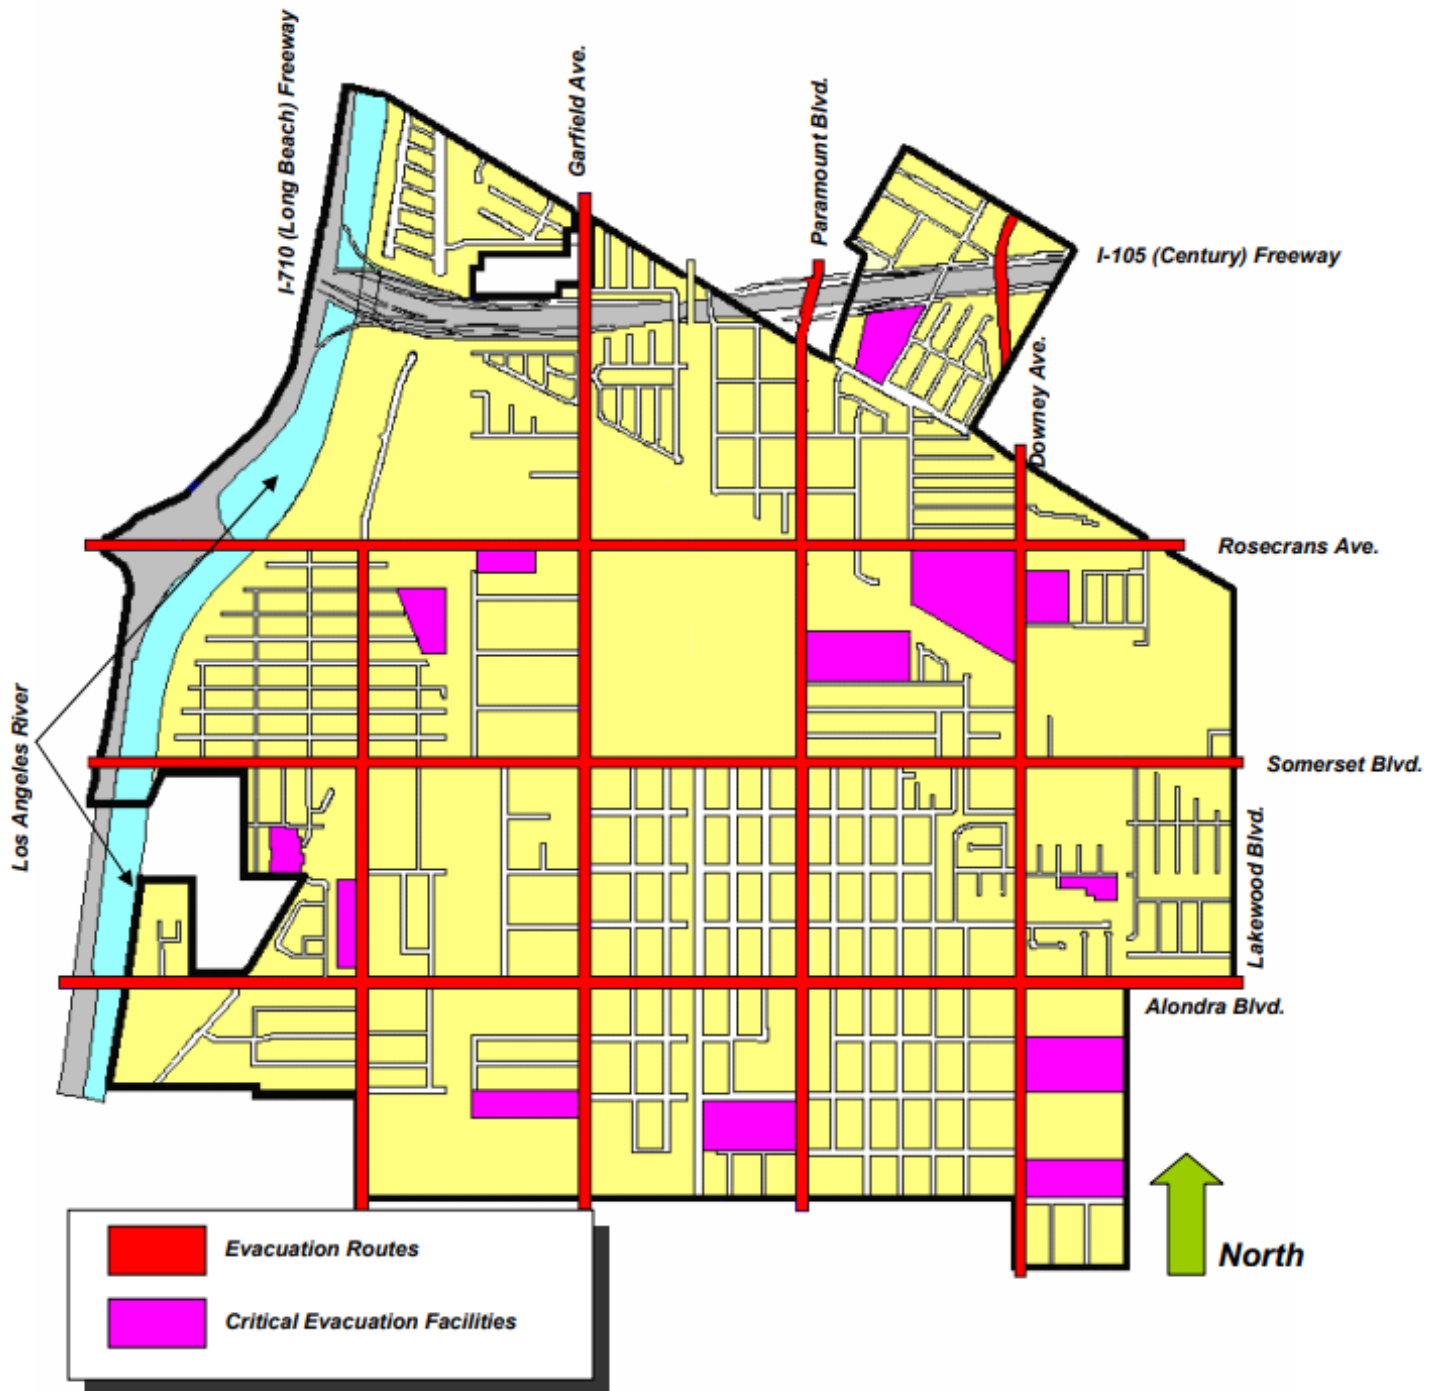 I-710 (Long Beach) Freeway
Garfield Ave.
Paramount Blvd.
I-105 (Century) Freeway
Downey Ave.
Rosecrans Ave.
Los Angeles River
Somerset Blvd.
Lakewood Blvd.
Alondra Blvd.
North
Evacuation Routes
Critical Evacuation Facilities